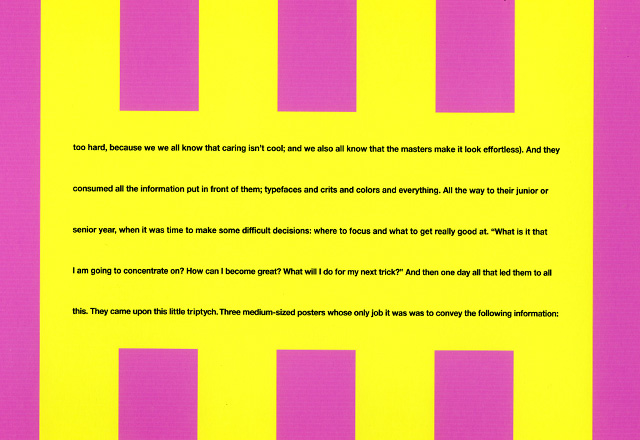 too hard, because we we all know that caring isn't cool; and we also all know that the masters make it look effortless). And they
consumed all the information put in front of them; typefaces and crits and colors and everything. All the way to their junior or
senior year, when it was time to make some difficult decisions: where to focus and what to get really good at. “What is it that
I am going to concentrate on? How can I become great? What will I do for my next trick?” And then one day all that led them to all
this. They came upon this little triptych. Three medium-sized posters whose only job it was was to convey the following information: